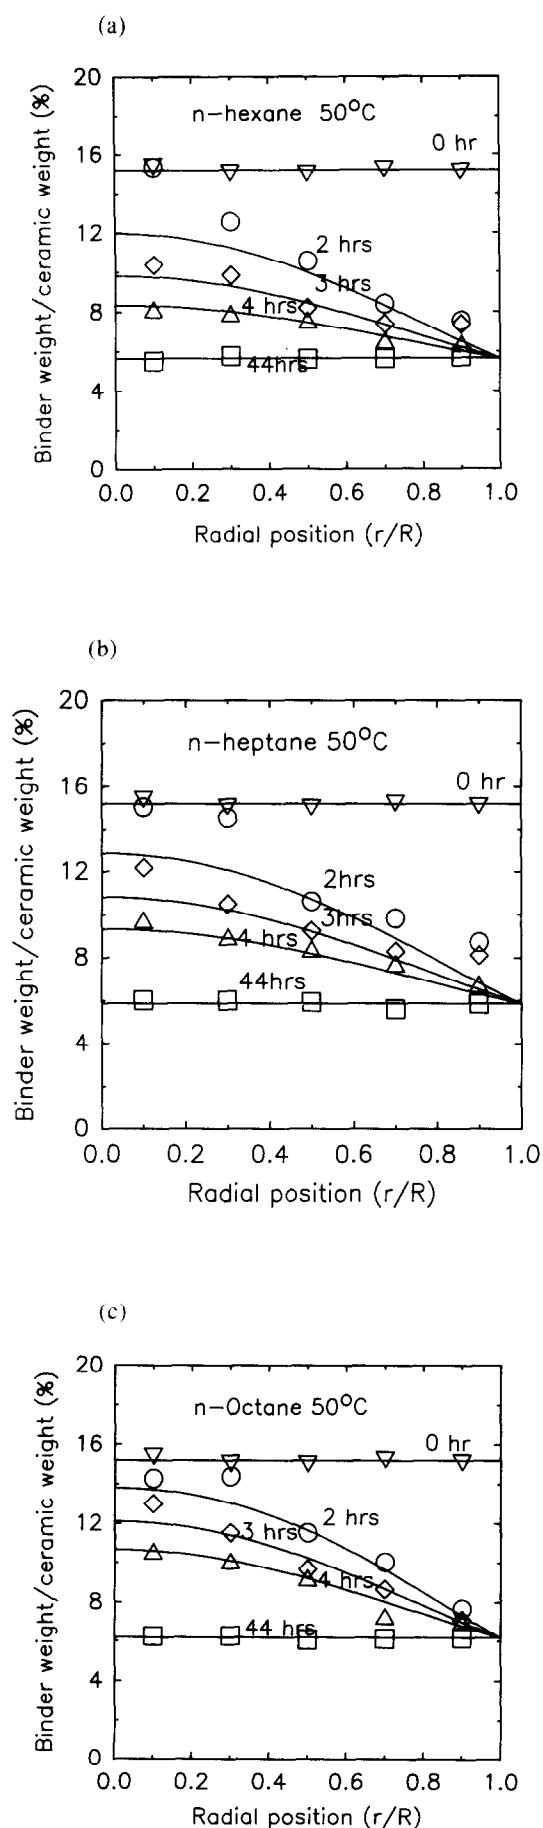 (a)
Binder weight/ceramic weight (%)
20
16
12
8
4
0
n-hexane 50°C
0 hr
2 hrs
3 hrs
4 hrs
44hrs
0.0 0.2 0.4 0.6 0.8 1.0
Radial position (r/R)
(b)
Binder weight/ceramic weight (%)
20
16
12
8
4
0
n-heptane 50°C
0 hr
2hrs
3hrs
4 hrs
44hrs
0.0 0.2 0.4 0.6 0.8 1.0
Radial position (r/R)
(c)
Binder weight/ceramic weight (%)
20
16
12
8
4
0
n-Octane 50°C
0 hr
2 hrs
3 hrs
4 hrs
44 hrs
0.0 0.2 0.4 0.6 0.8 1.0
Radial position (r/R)